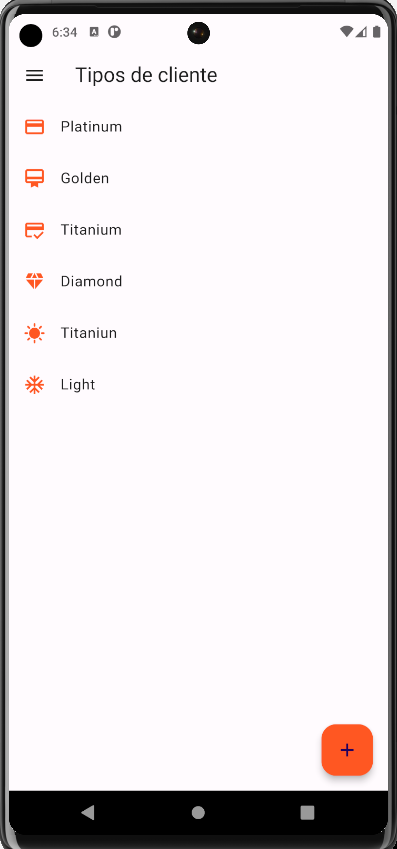 6:34
Tipos de cliente
Platinum
Golden
Titanium
Diamond
Titaniun
Light